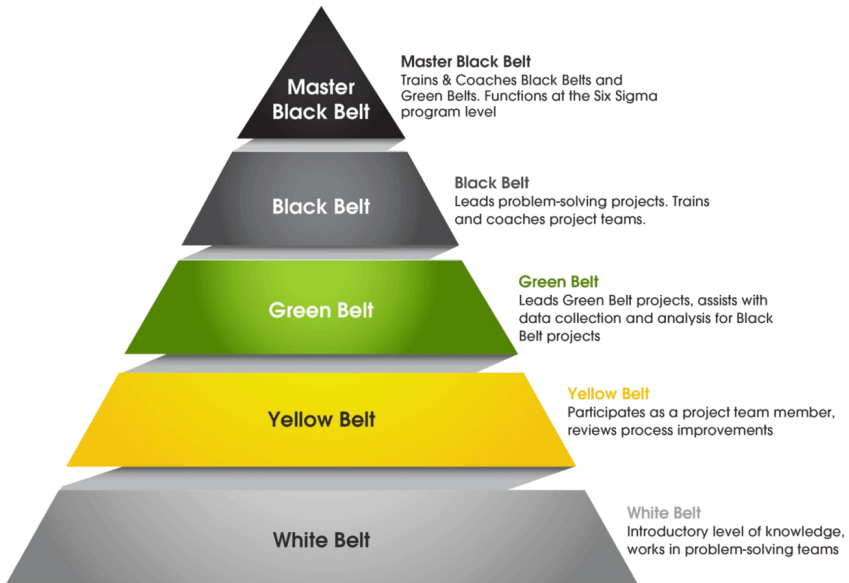 Master
Black Belt
Master Black Belt
Trains & Coaches Black Belts and
Green Belts. Functions at the Six Sigma
program level
Black Belt
Black Belt
Leads problem-solving projects. Trains
and coaches project teams.
Green Belt
Green Belt
Leads Green Belt projects, assists with
data collection and analysis for Black
Belt projects
Yellow Belt
Yellow Belt
Participates as a project team member,
reviews process improvements
White Belt
White Belt
Introductory level of knowledge,
works in problem-solving teams